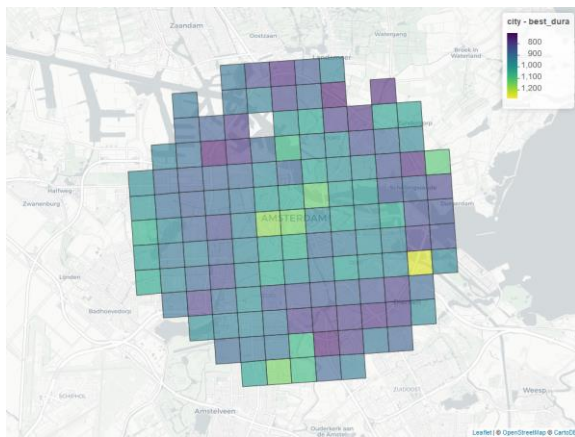 city - best_dura
800
900
1,000
1,100
1,200
Zaandam
Oostzaan
Watergang
Broek in
Waterland
Halfweg
Zwanenburg
AMSTERDAM
Lijnden
Badhoevedorp
SCHIPHOL
Amstelveen
ZUIDOOST
Weesp
Ouderkerk aan
de Amstel
Leaflet | © OpenStreetMap © CartoDB